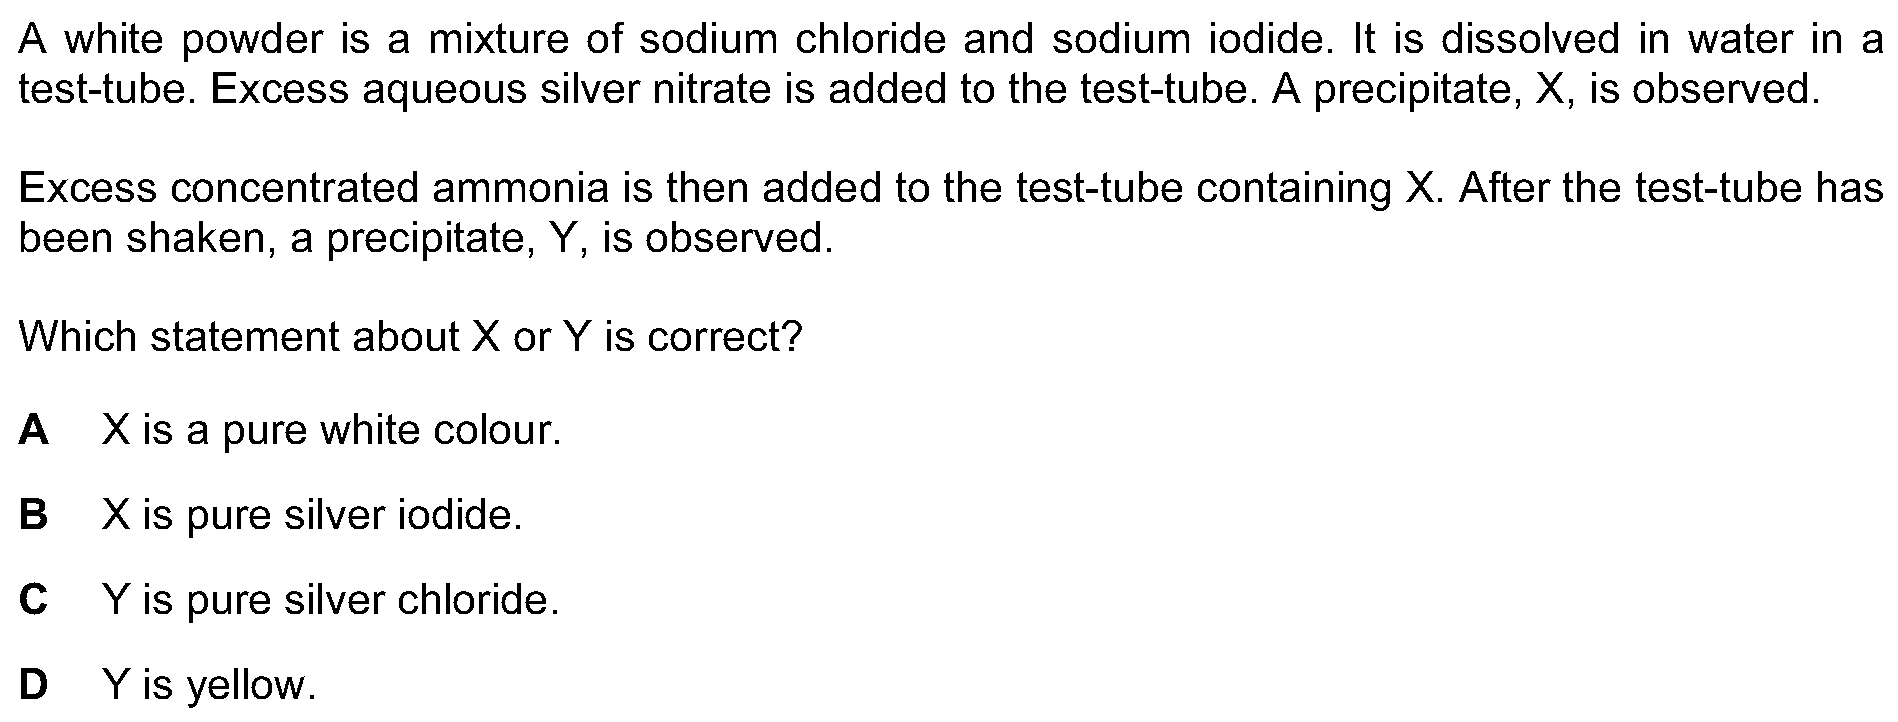 A white powder is a mixture of sodium chloride and sodium iodide. It is dissolved in water in a
test-tube. Excess aqueous silver nitrate is added to the test-tube. A precipitate, X, is observed.
Excess concentrated ammonia is then added to the test-tube containing X. After the test-tube has
been shaken, a precipitate, Y, is observed.
Which statement about X or Y is correct?
A X is a pure white colour.
B X is pure silver iodide.
C Y is pure silver chloride.
D Y is yellow.